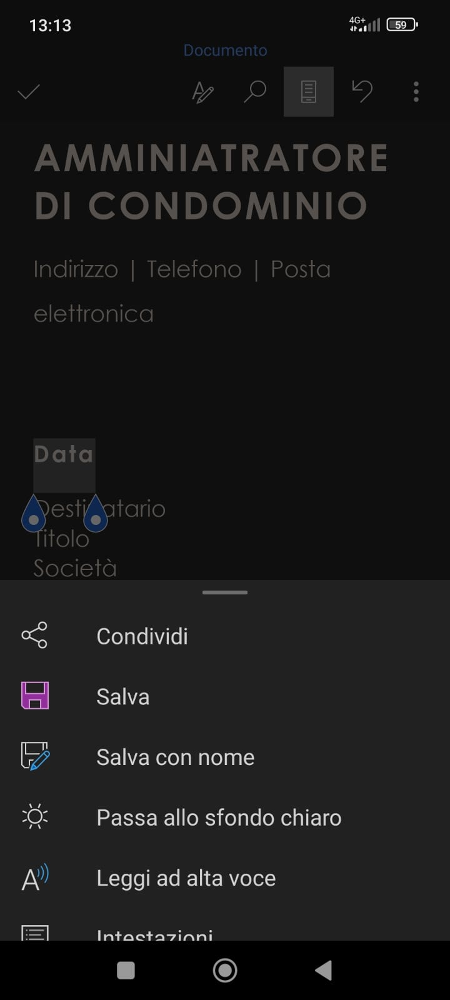 13:13
4G+
59
Documento
AMMINIATRATORE
DI CONDOMINIO
Indirizzo | Telefono | Posta
elettronica
Data
Destinatario
Titolo
Società
Condividi
Salva
Salva con nome
Passa allo sfondo chiaro
Leggi ad alta voce
Intestazioni